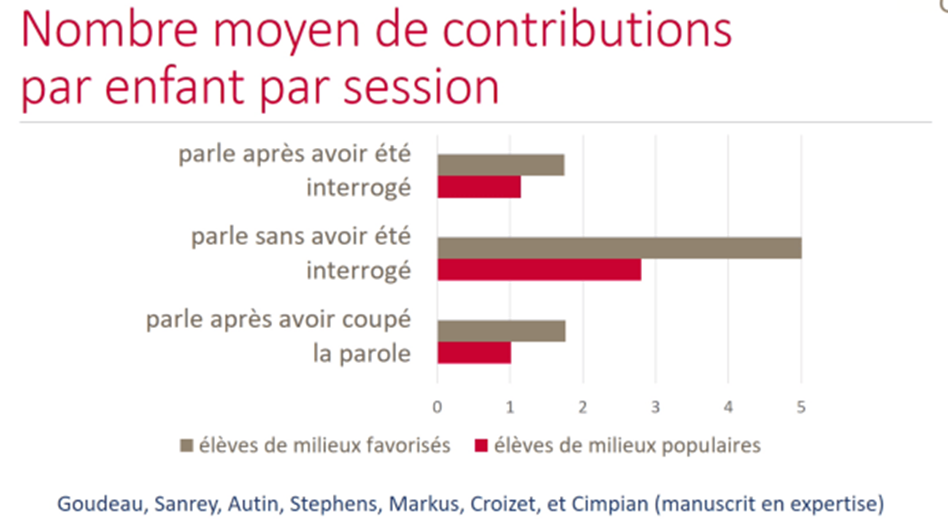 Nombre moyen de contributions
par enfant par session
parle après avoir été
interrogé
parle sans avoir été
interrogé
parle après avoir coupé
la parole
0 1 2 3 4 5
élèves de milieux favorisés élèves de milieux populaires
Goudeau, Sanrey, Autin, Stephens, Markus, Croizet, et Cimpian (manuscrit en expertise)